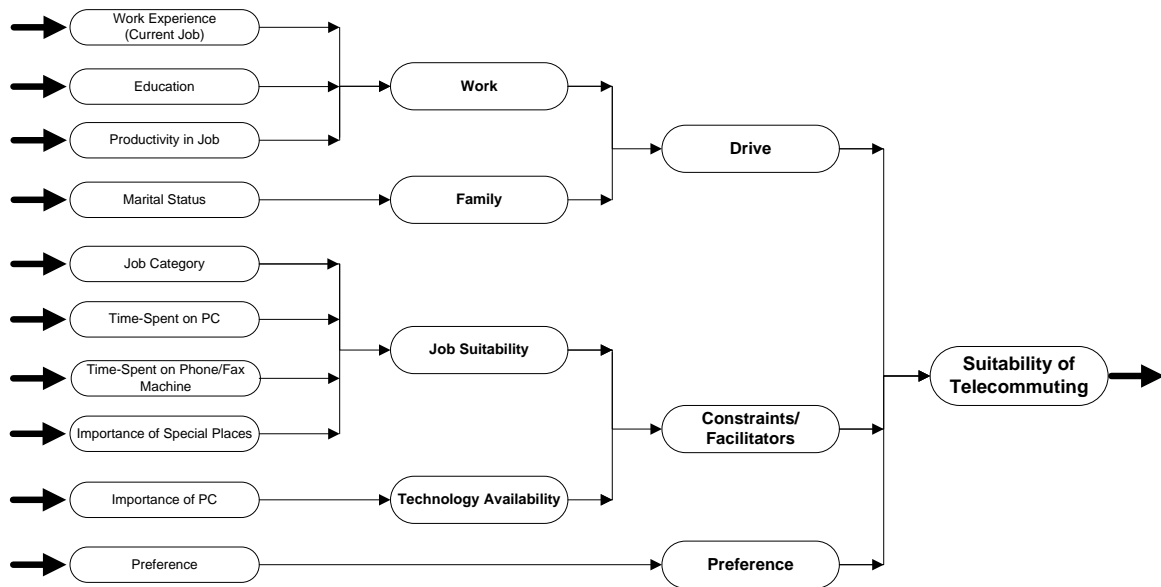 Work Experience
(Current Job)
Education
Productivity in Job
Marital Status
Job Category
Time-Spent on PC
Time-Spent on Phone/Fax
Machine
Importance of Special Places
Importance of PC
Preference
Work
Family
Job Suitability
Technology Availability
Drive
Constraints/
Facilitators
Preference
Suitability of
Telecommuting